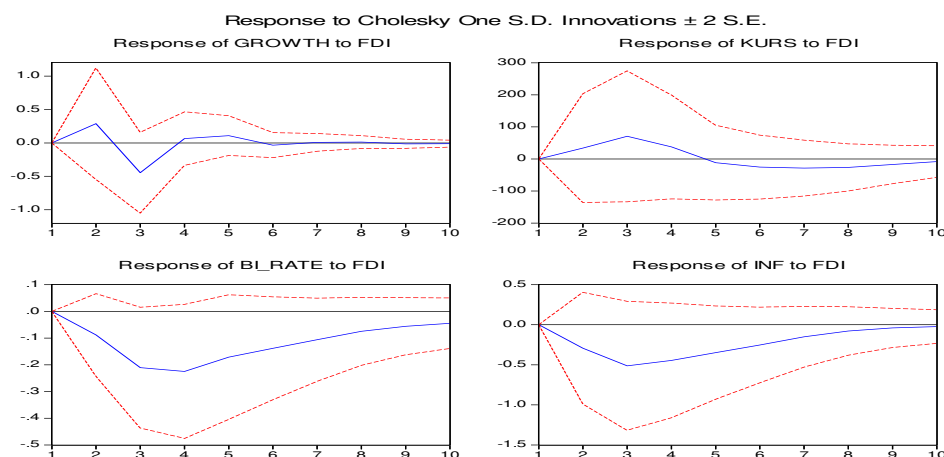 Response to Cholesky One S.D. Innovations ± 2 S.E.
Response of GROWTH to FDI
1.0
0.5
0.0
-0.5
-1.0
1 2 3 4 5 6 7 8 9 10
Response of KURS to FDI
300
200
100
0
-100
-200
1 2 3 4 5 6 7 8 9 10
Response of BI_RATE to FDI
.1
.0
-.1
-.2
-.3
-.4
-.5
1 2 3 4 5 6 7 8 9 10
Response of INF to FDI
0.5
0.0
-0.5
-1.0
-1.5
1 2 3 4 5 6 7 8 9 10